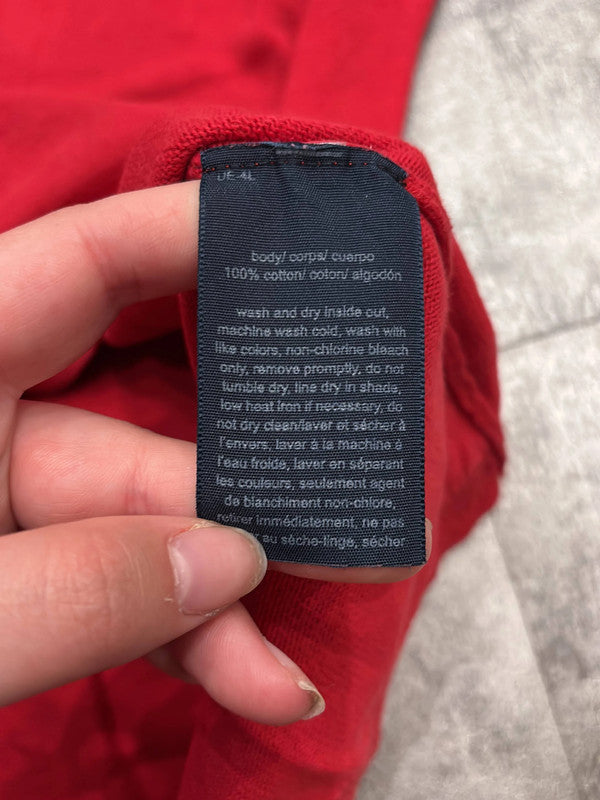 body/ corps/ cuerpo
100% cotton/ coton/ algodón
wash and dry inside out,
machine wash cold, wash with
like colors, non-chlorine bleach
only, remove promptly, do not
tumble dry, line dry in shade,
low heat iron if necessary, do
not dry clean/laver et sécher à
l'envers, laver à la machine à
l'eau froide, laver en séparant
les couleurs, seulement agent
de blanchiment non-chlore,
retirer immédiatement, ne pas
au sèche-linge, sécher